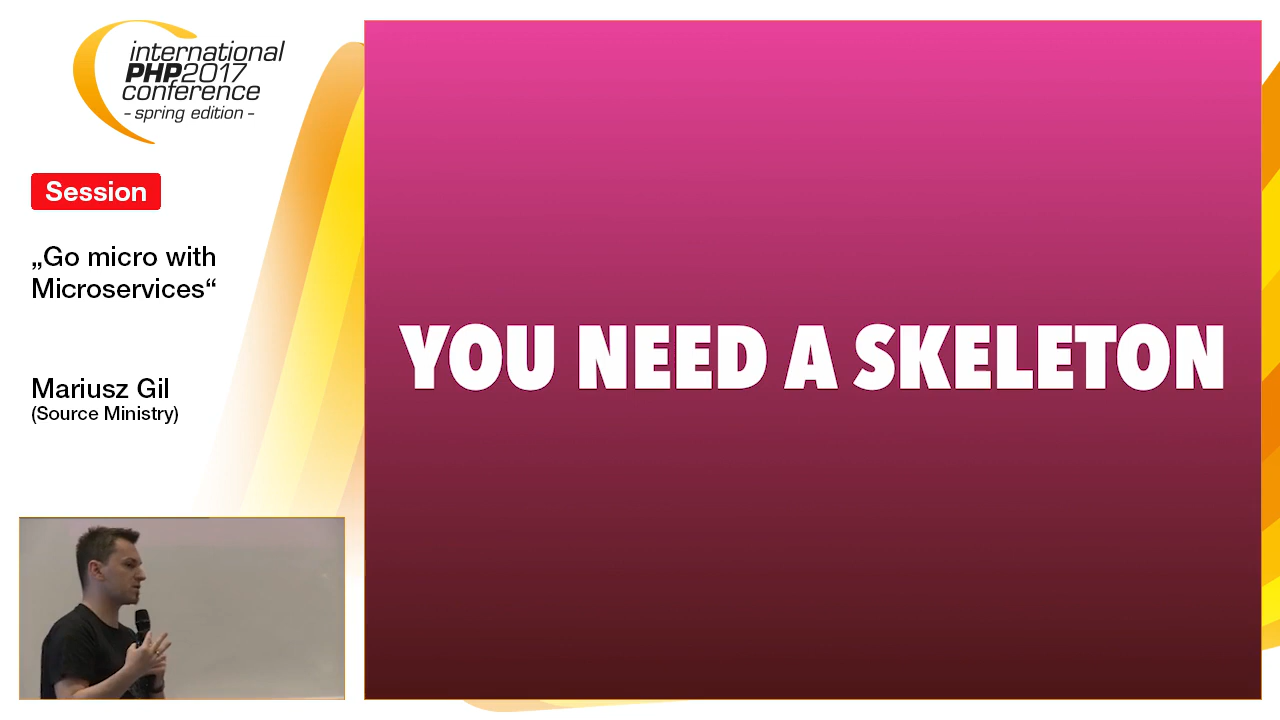 international
PHP2017
conference
- spring edition -
Session
„Go micro with
Microservices“
Mariusz Gil
(Source Ministry)
YOU NEED A SKELETON